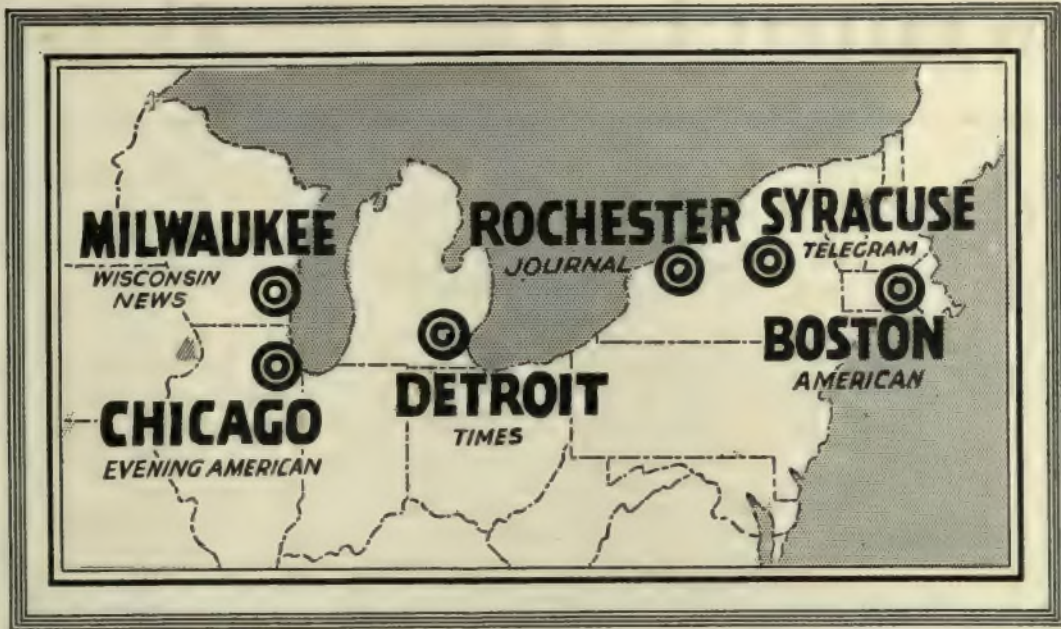 MILWAUKEE
WISCONSIN
NEWS
CHICAGO
EVENING AMERICAN
DETROIT
TIMES
ROCHESTER
JOURNAL
SYRACUSE
TELEGRAM
BOSTON
AMERICAN